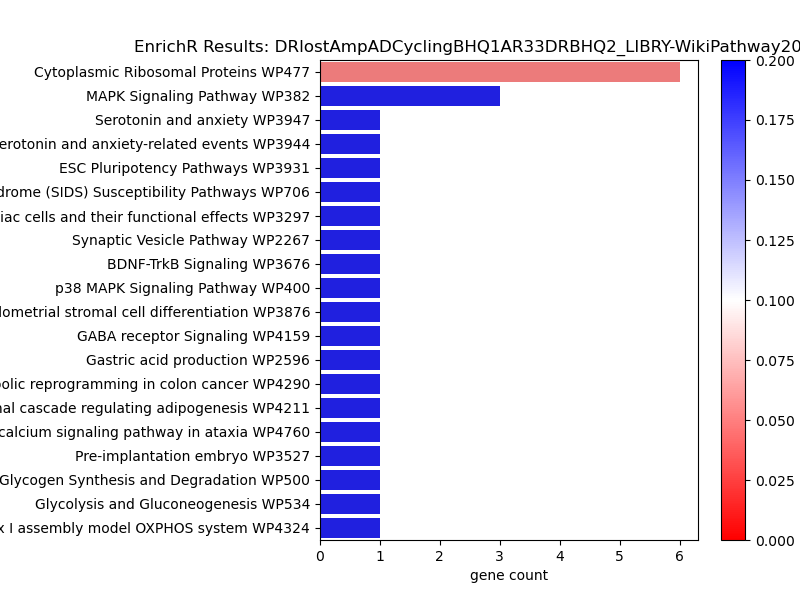 EnrichR Results: DRlostAmpADCyclingBHQ1AR33DRBHQ2_LIBRY-WikiPathway20
Cytoplasmic Ribosomal Proteins WP477
MAPK Signaling Pathway WP382
Serotonin and anxiety WP3947
erotonin and anxiety-related events WP3944
ESC Pluripotency Pathways WP3931
drome (SIDS) Susceptibility Pathways WP706
iac cells and their functional effects WP3297
Synaptic Vesicle Pathway WP2267
BDNF-TrkB Signaling WP3676
p38 MAPK Signaling Pathway WP400
dometrial stromal cell differentiation WP3876
GABA receptor Signaling WP4159
Gastric acid production WP2596
bolic reprogramming in colon cancer WP4290
nal cascade regulating adipogenesis WP4211
calcium signaling pathway in ataxia WP4760
Pre-implantation embryo WP3527
Glycogen Synthesis and Degradation WP500
Glycolysis and Gluconeogenesis WP534
x I assembly model OXPHOS system WP4324
0 1 2 3 4 5 6
gene count
0.200
0.175
0.150
0.125
0.100
0.075
0.050
0.025
0.000